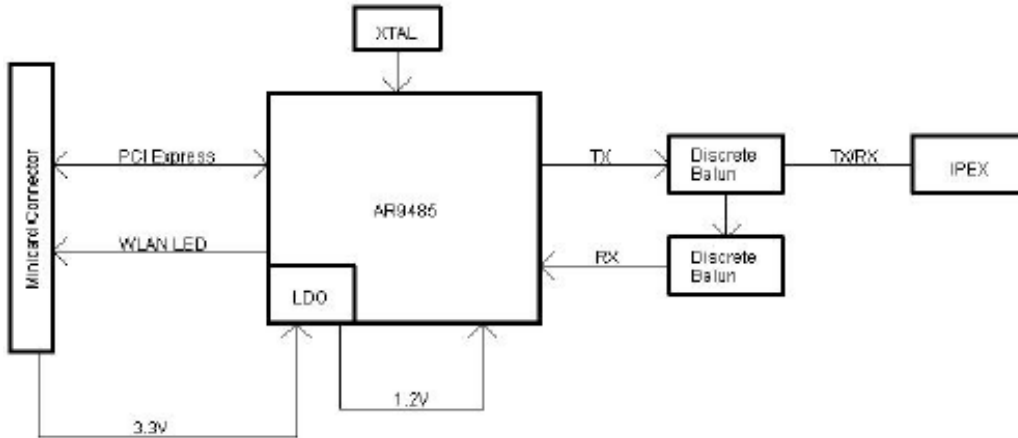 XTAL
Minicard Connector
PCI Express
WLAN LED
AR9485
LDO
TX
RX
Discrete
Balun
Discrete
Balun
TX/RX
IPEX
3.3V
1.2V